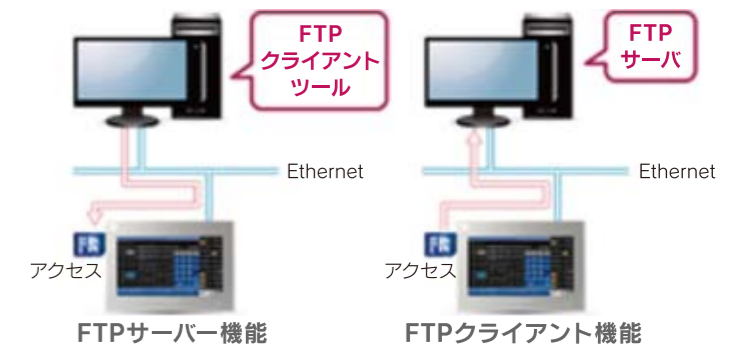 FTP
クライアント
ツール
FTP
サーバ
Ethernet
Ethernet
アクセス
アクセス
FTPサーバー機能
FTPクライアント機能